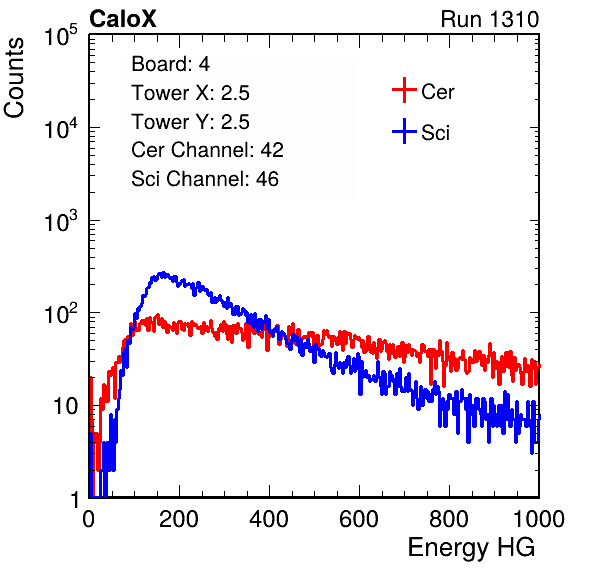 CaloX Run 1310
Counts
10^5
10^4
10^3
10^2
10
1
Board: 4
Tower X: 2.5
Tower Y: 2.5
Cer Channel: 42
Sci Channel: 46
Cer
Sci
0 200 400 600 800 1000
Energy HG